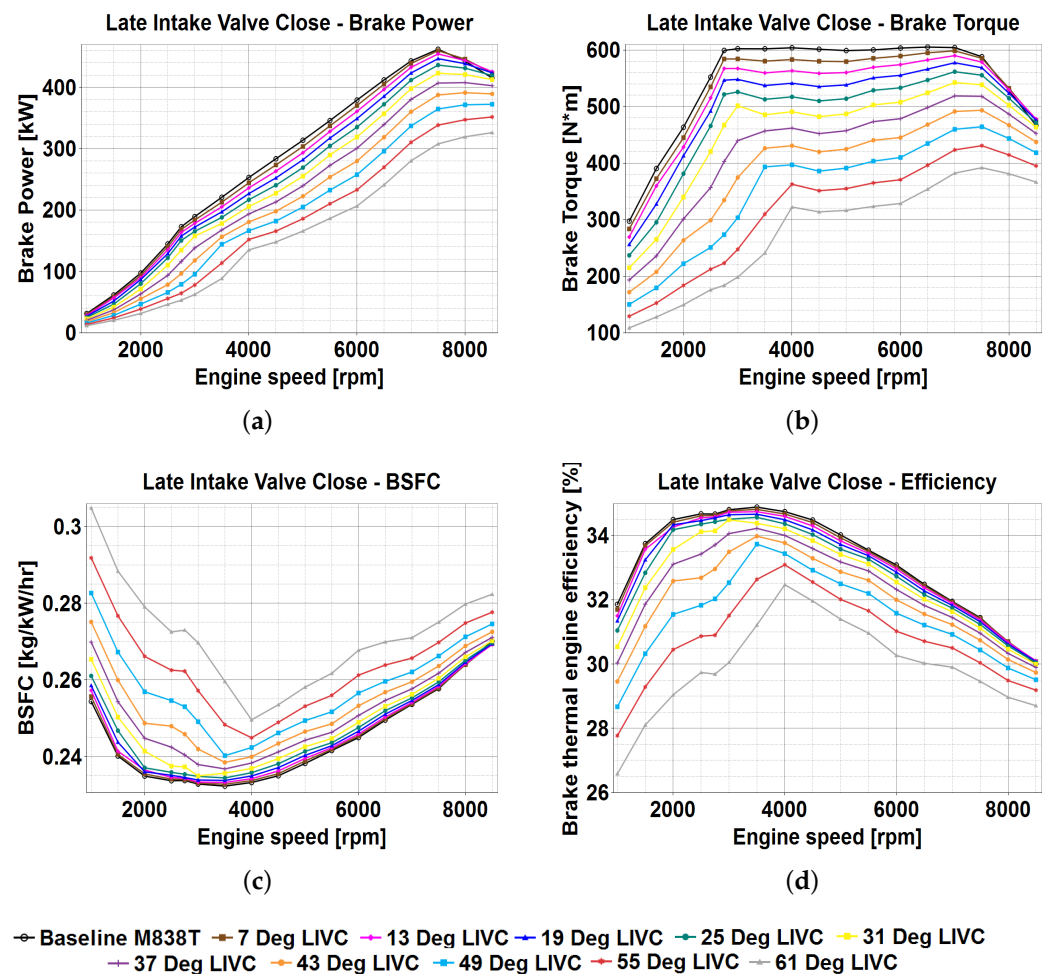 (a)
Late Intake Valve Close - Brake Power
Brake Power [kW]
400
300
200
100
0
2000 4000 6000 8000
Engine speed [rpm]
(b)
Late Intake Valve Close - Brake Torque
Brake Torque [N*m]
600
500
400
300
200
100
2000 4000 6000 8000
Engine speed [rpm]
(c)
Late Intake Valve Close - BSFC
BSFC [kg/kW/hr]
0.3
0.28
0.26
0.24
2000 4000 6000 8000
Engine speed [rpm]
(d)
Late Intake Valve Close - Efficiency
Brake thermal engine efficiency [%]
34
32
30
28
26
2000 4000 6000 8000
Engine speed [rpm]
Baseline M838T 7 Deg LIVC 13 Deg LIVC 19 Deg LIVC 25 Deg LIVC 31 Deg LIVC
37 Deg LIVC 43 Deg LIVC 49 Deg LIVC 55 Deg LIVC 61 Deg LIVC